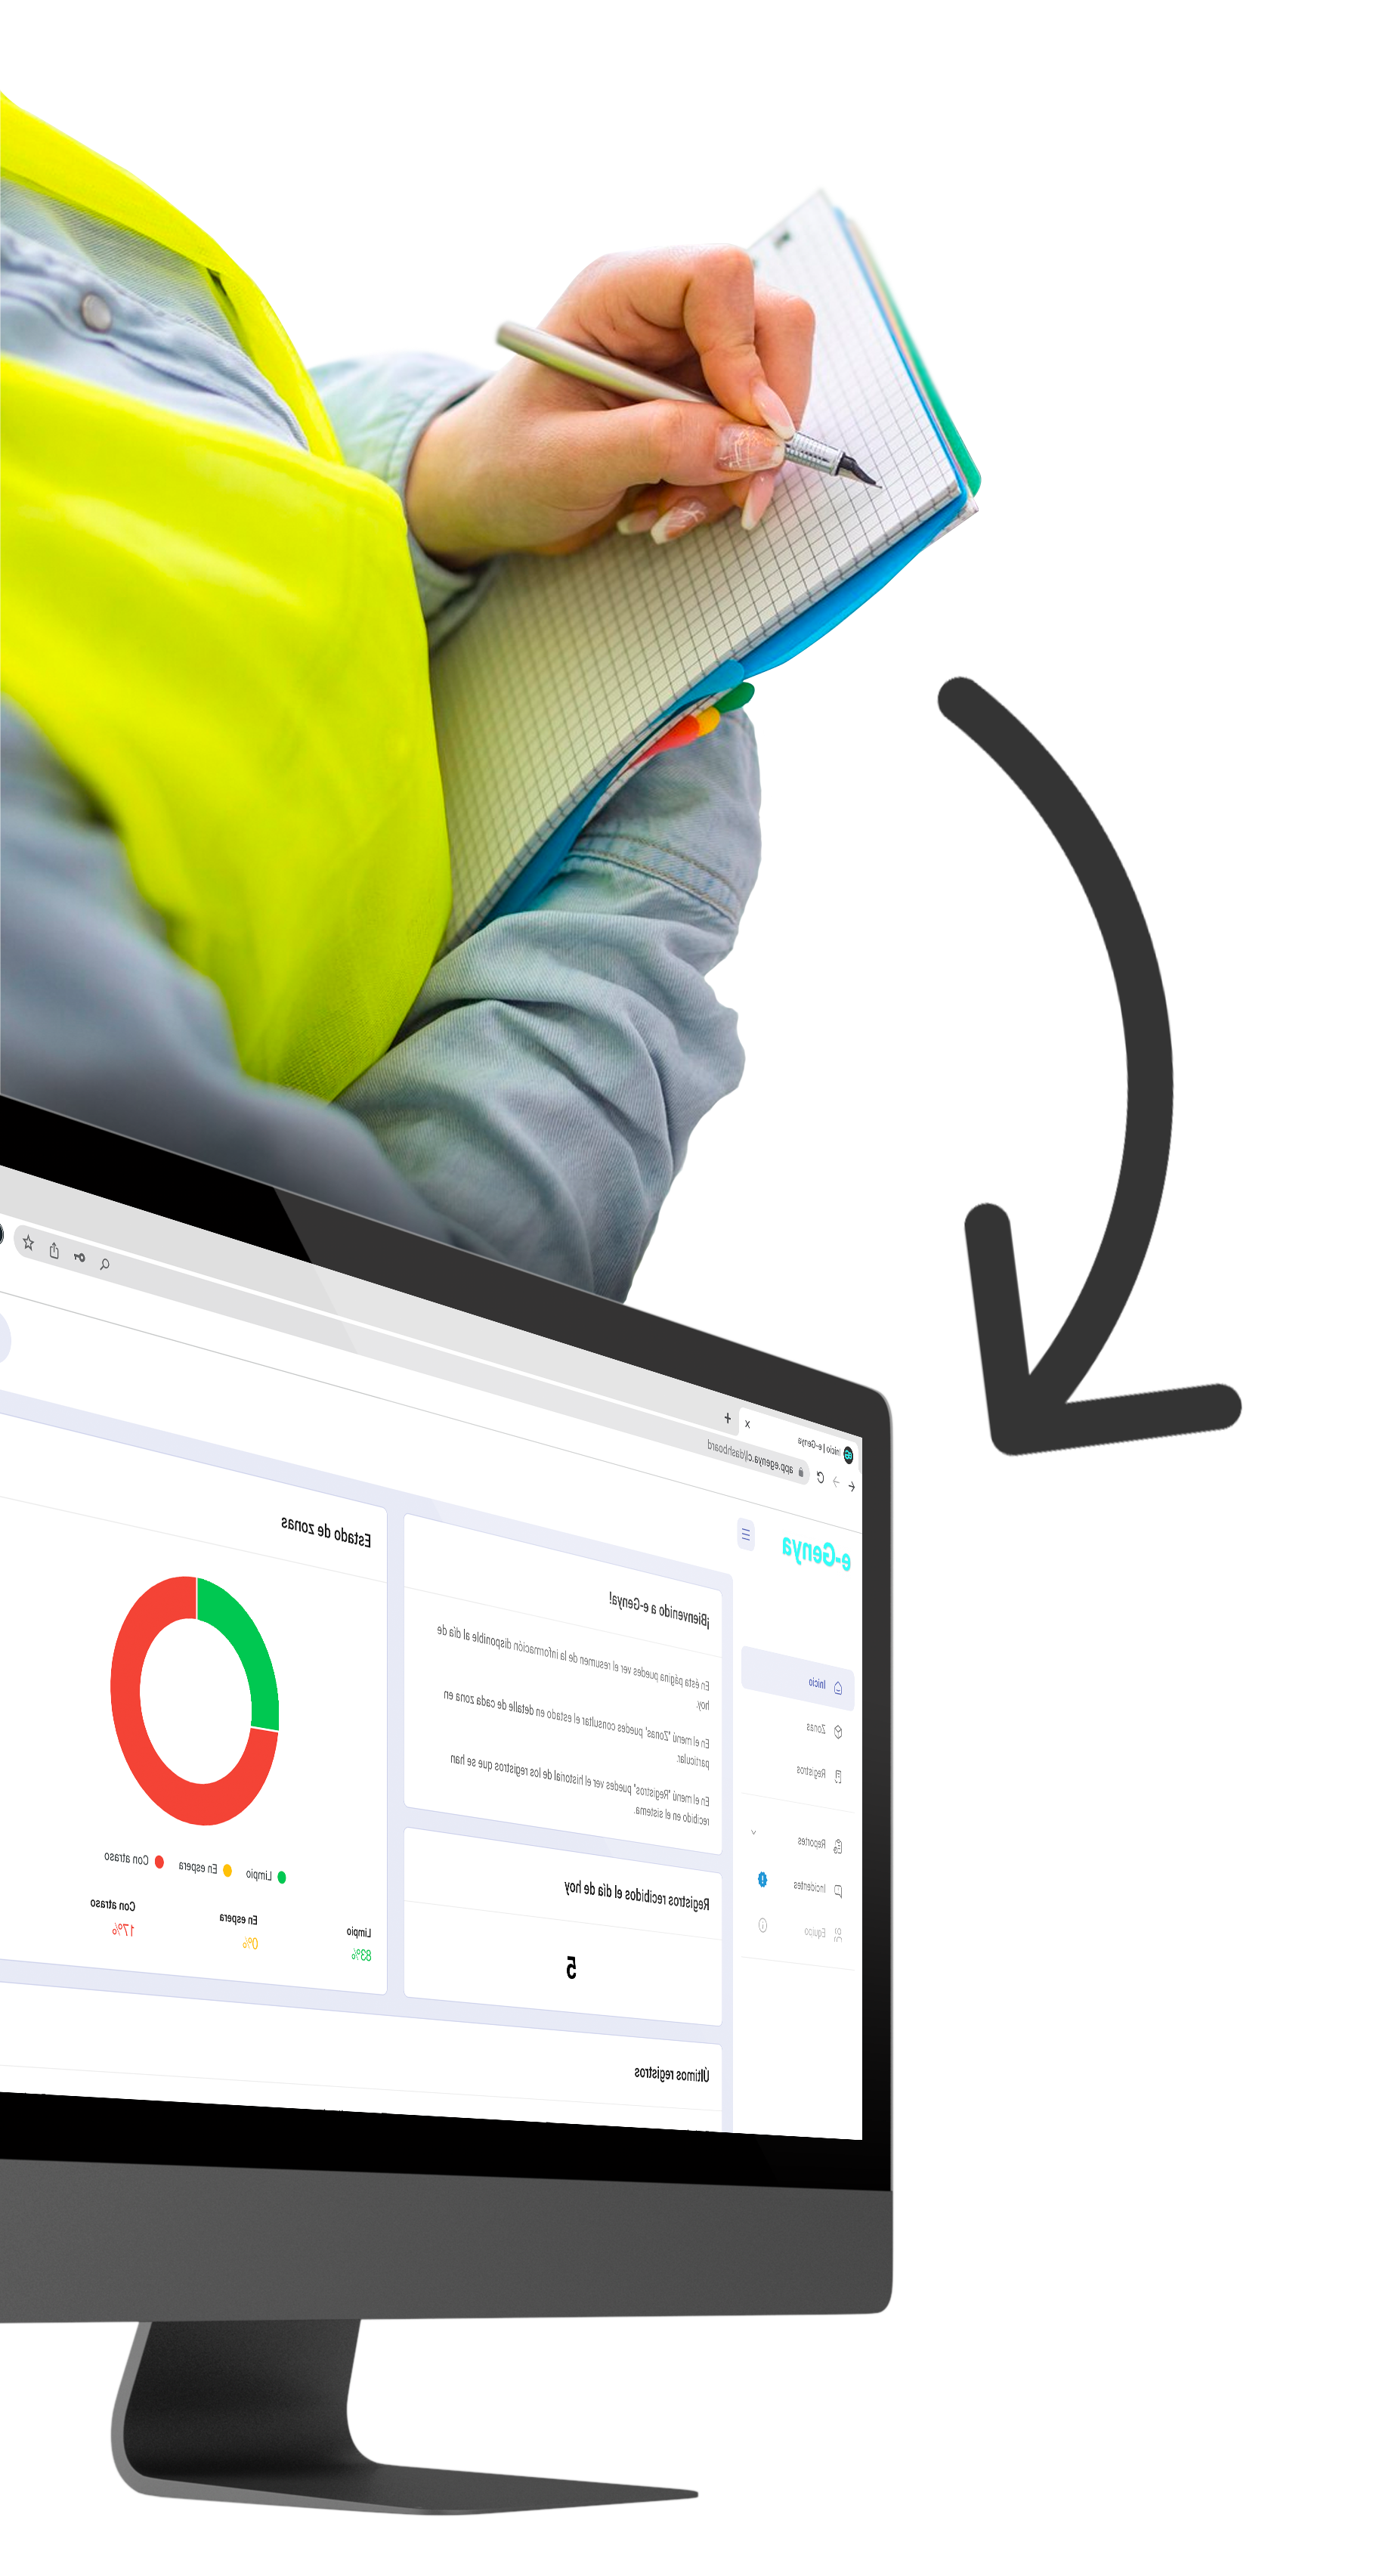 Inicio | e-Genya
app.egenya.cl/dashboard
e-Genya
Inicio
Zonas
Registros
Reportes
Incidentes
Equipo
¡Bienvenido a e-Genya!
En ésta página puedes ver el resumen de la información disponible al día de
hoy.
En el menú "Zonas" puedes consultar el estado en detalle de cada zona en
particular.
En el menú "Registros" puedes ver el historial de los registros que se han
recibido en el sistema.
Registros recibidos el día de hoy
5
Últimos registros
Estado de zonas
Limpio En espera Con atraso
Limpio En espera Con atraso
83% 0% 17%